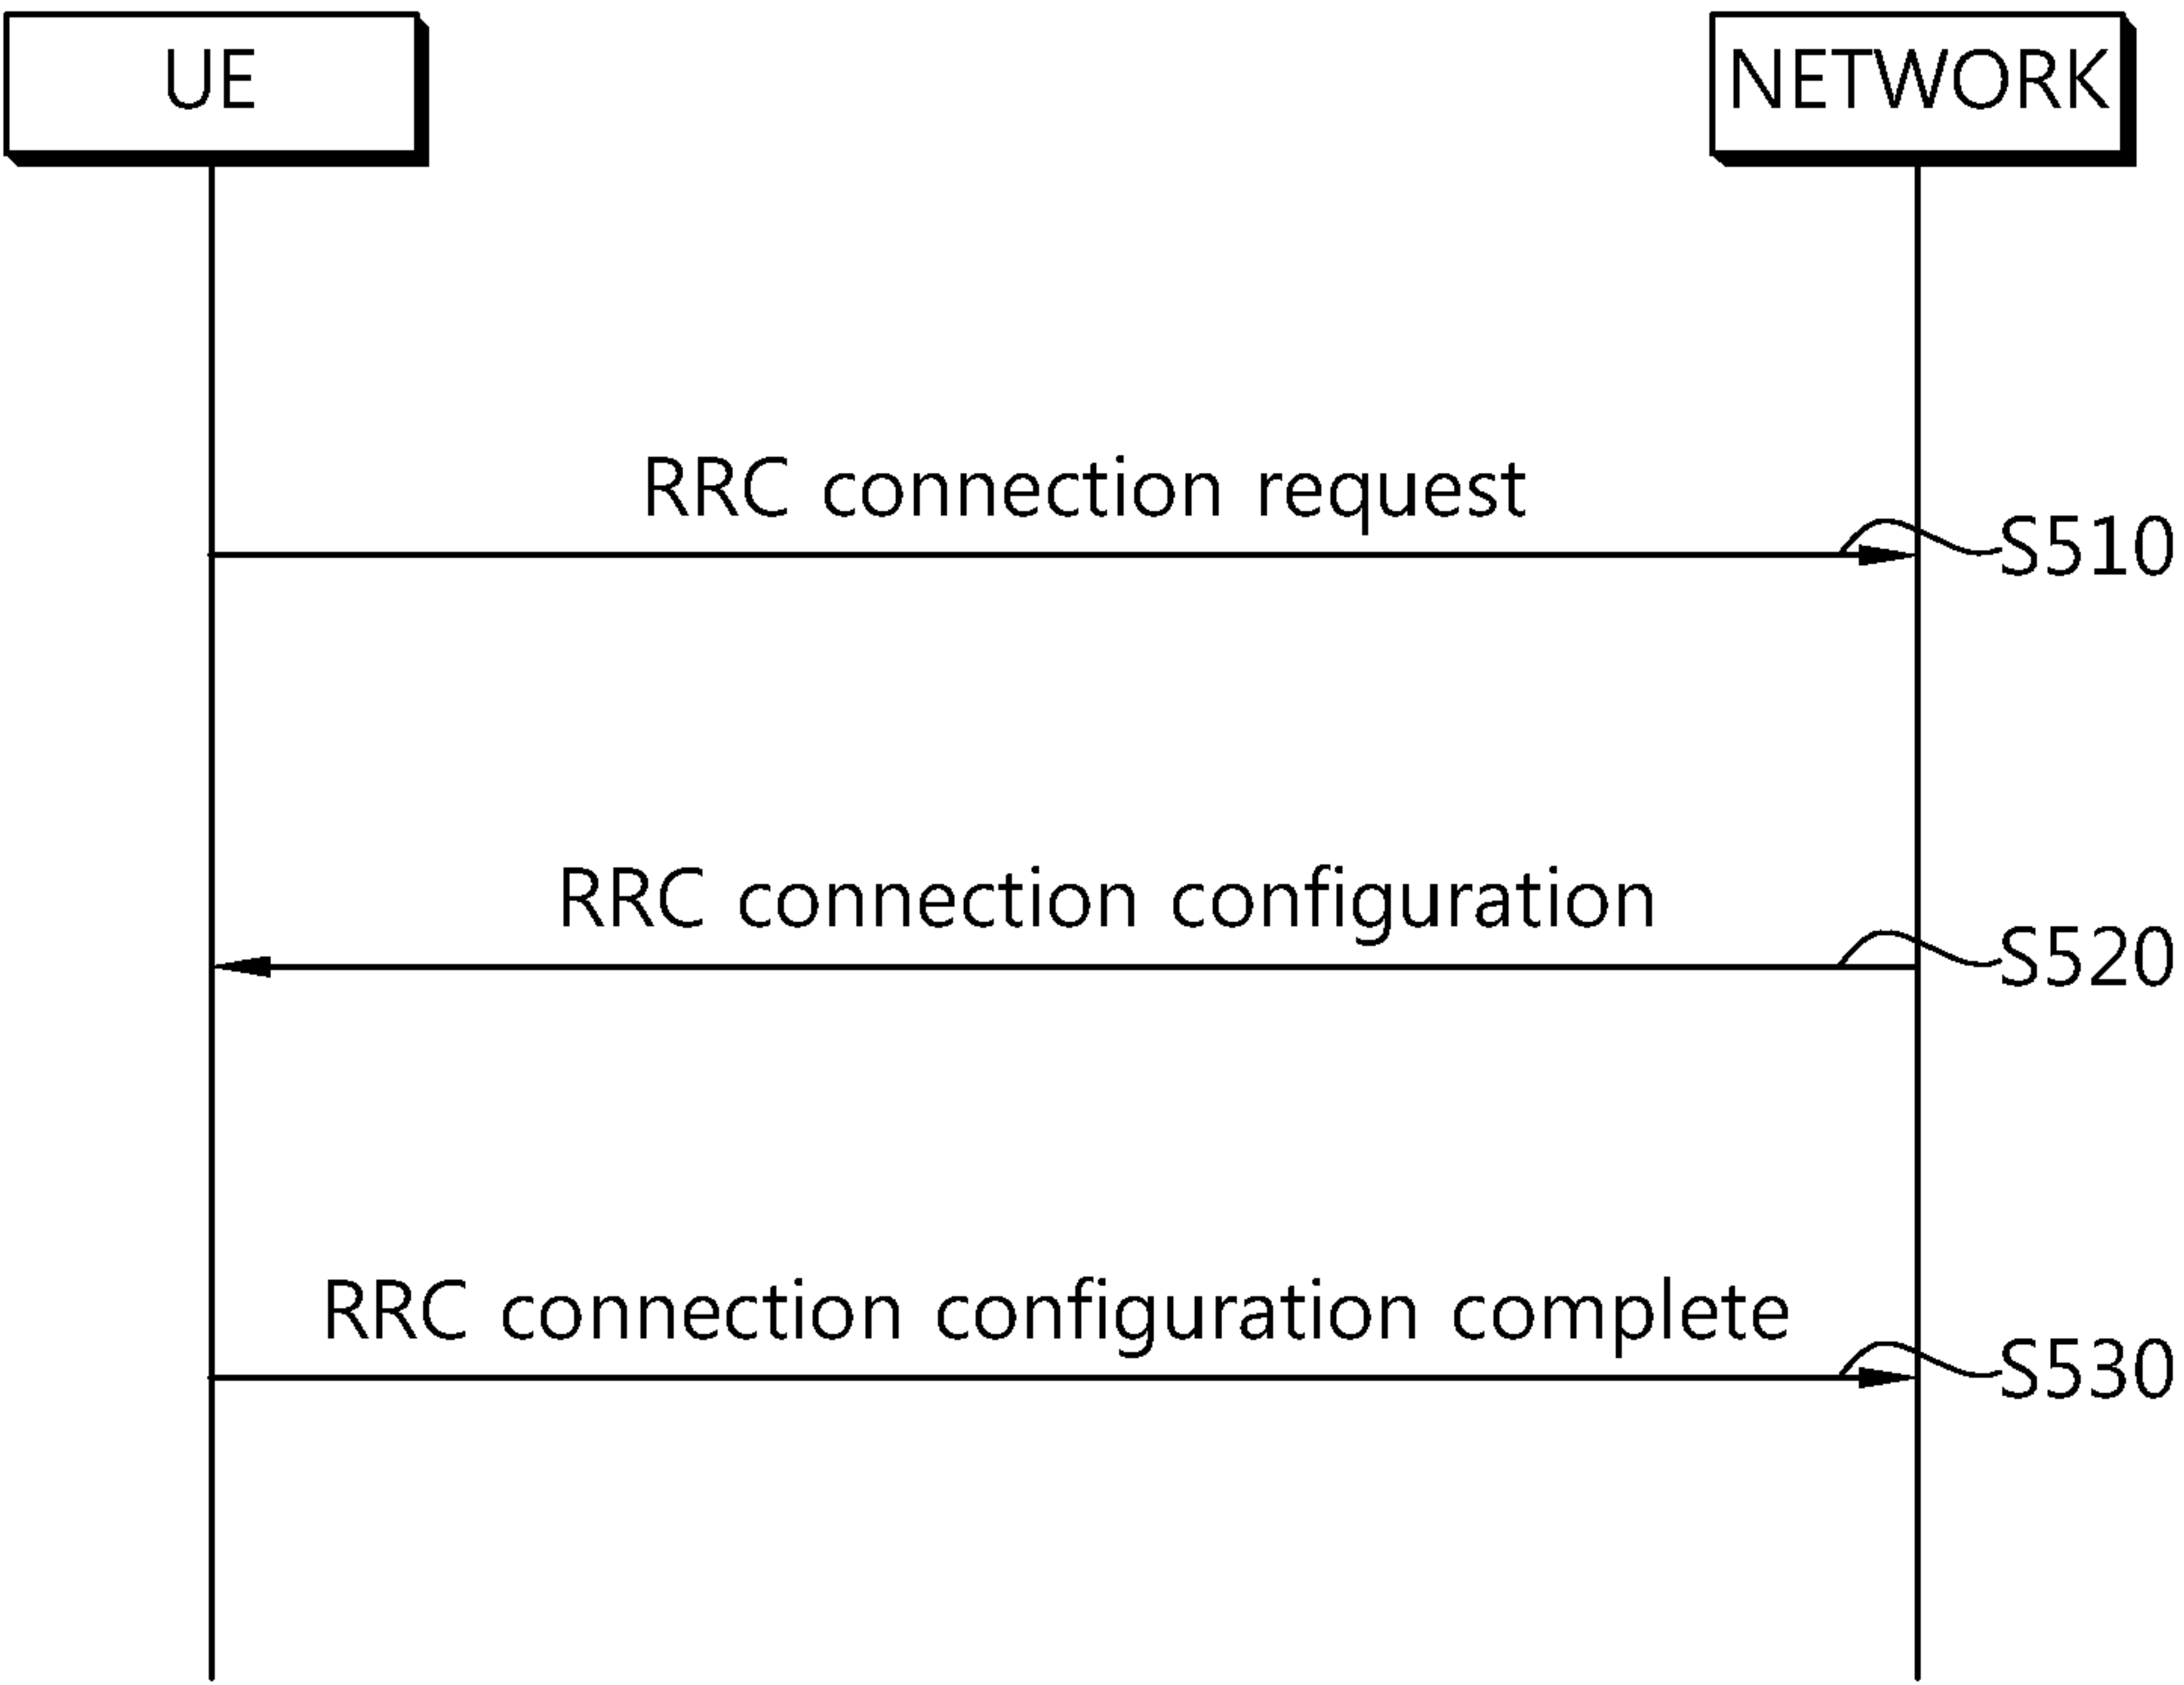 UE
NETWORK
RRC connection request
S510
RRC connection configuration
S520
RRC connection configuration complete
S530